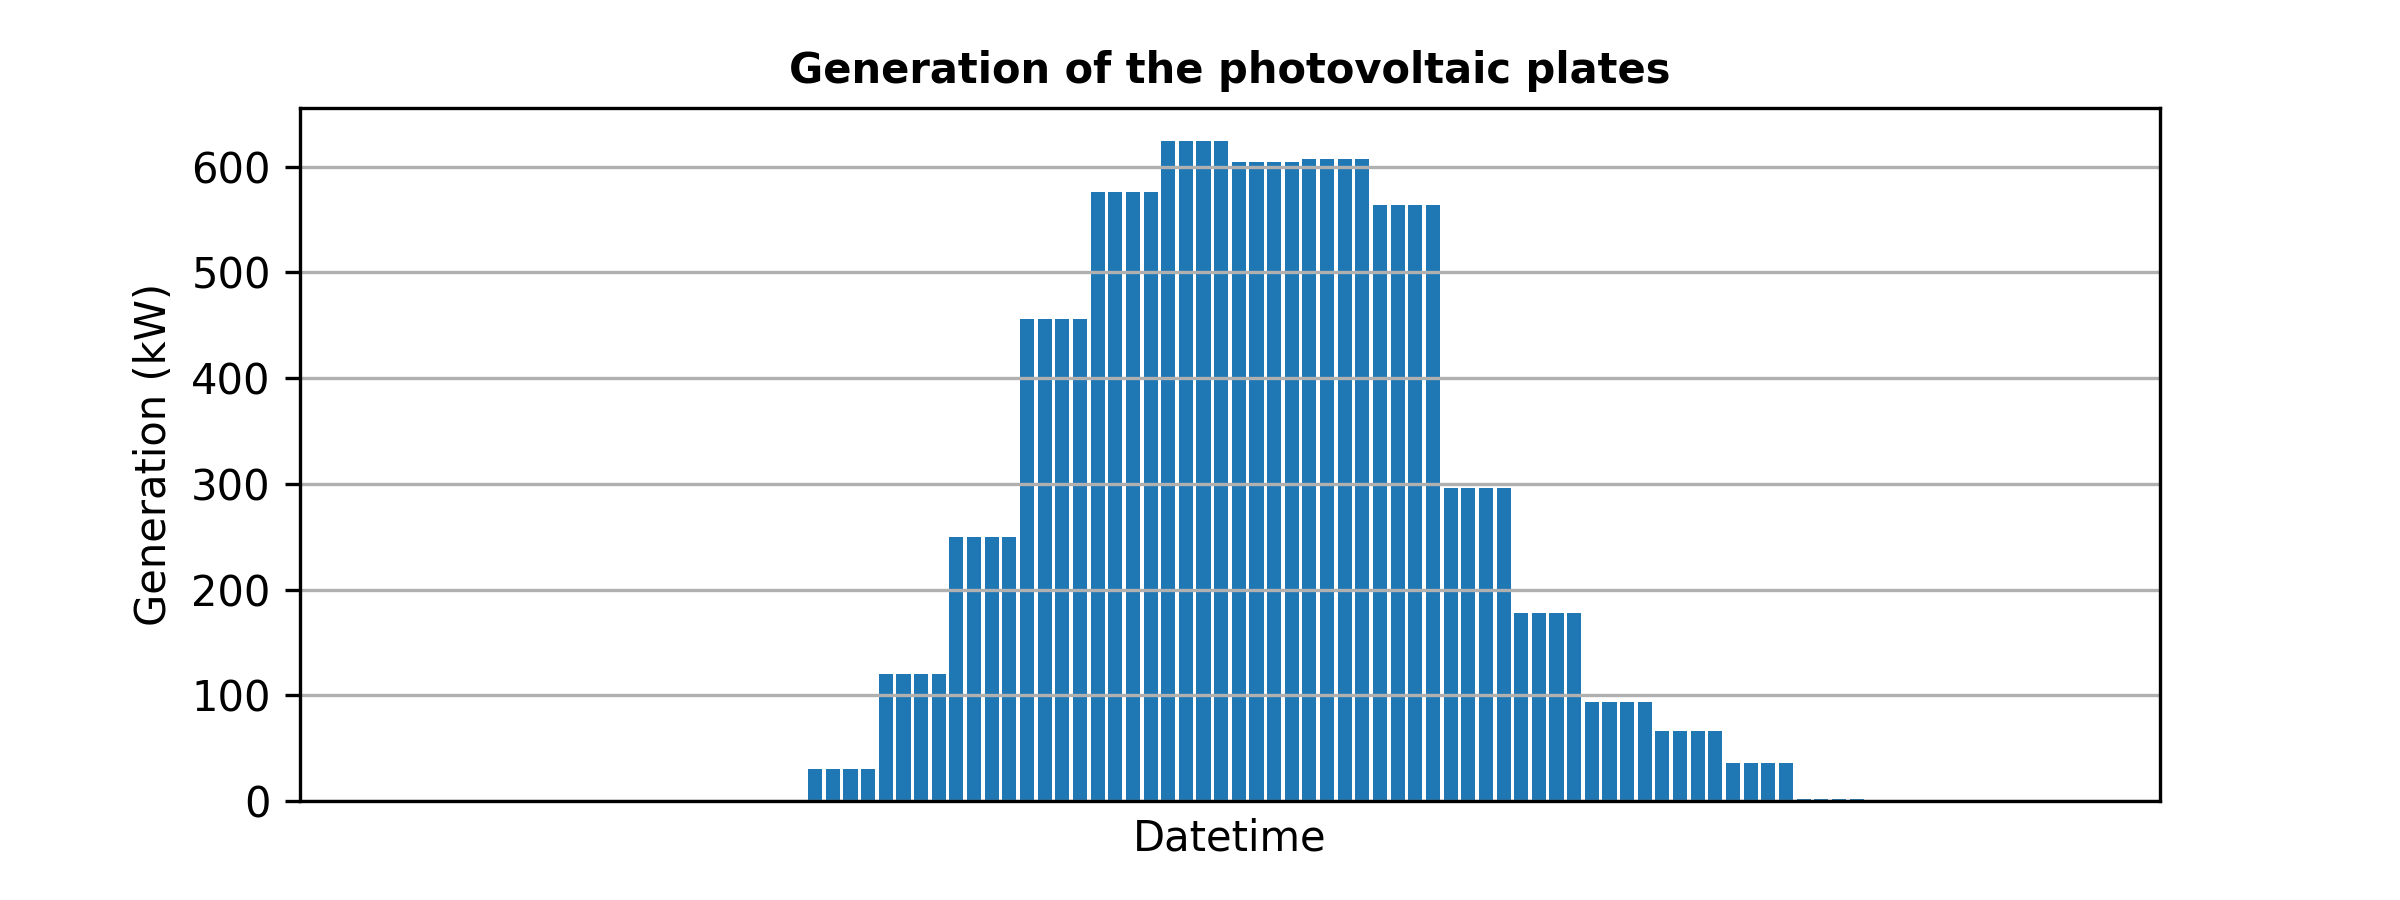 Generation of the photovoltaic plates
Generation (kW)
600
500
400
300
200
100
0
Datetime